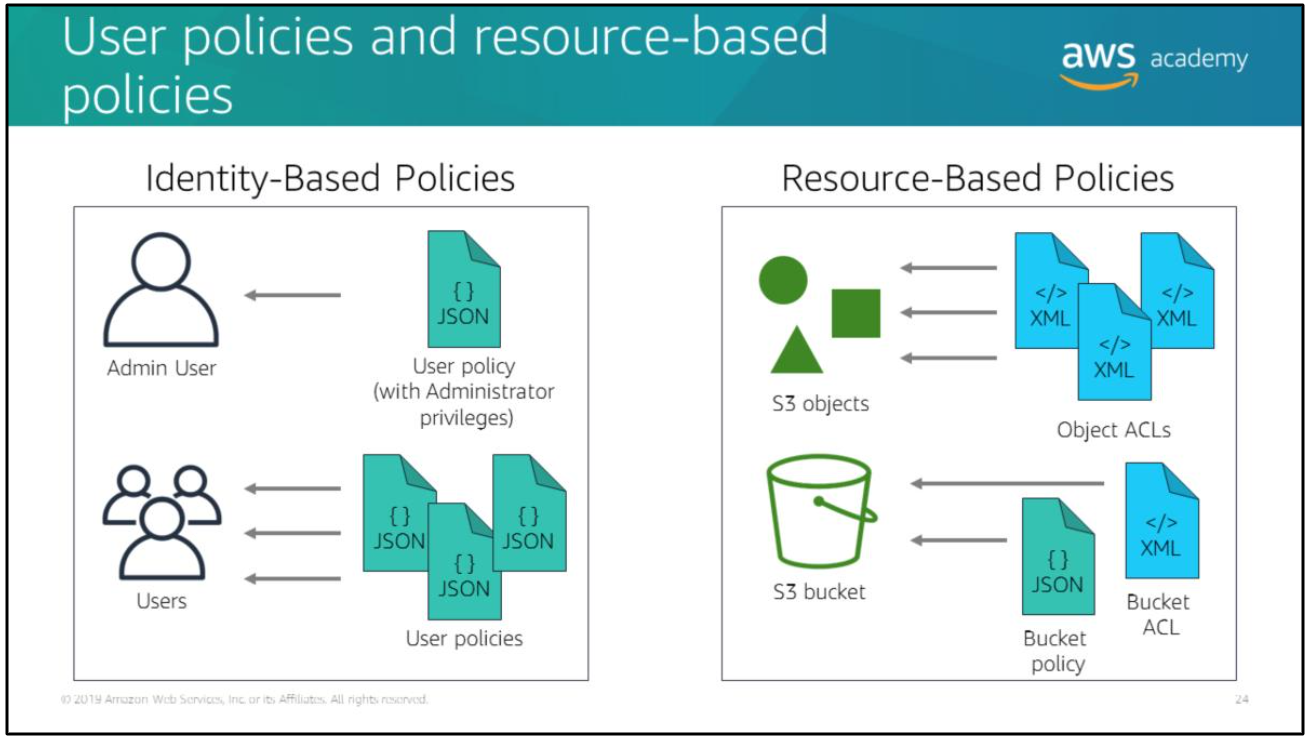 User policies and resource-based
policies
aws academy
Identity-Based Policies
{ }
JSON
Admin User
User policy
(with Administrator
privileges)
{ }
JSON
{ }
JSON
{ }
JSON
Users
User policies
Resource-Based Policies
</>
XML
</>
XML
</>
XML
S3 objects
Object ACLs
</>
XML
{ }
JSON
S3 bucket
Bucket
ACL
Bucket
policy
© 2019 Amazon Web Services, Inc. or its Affiliates. All rights reserved.
24